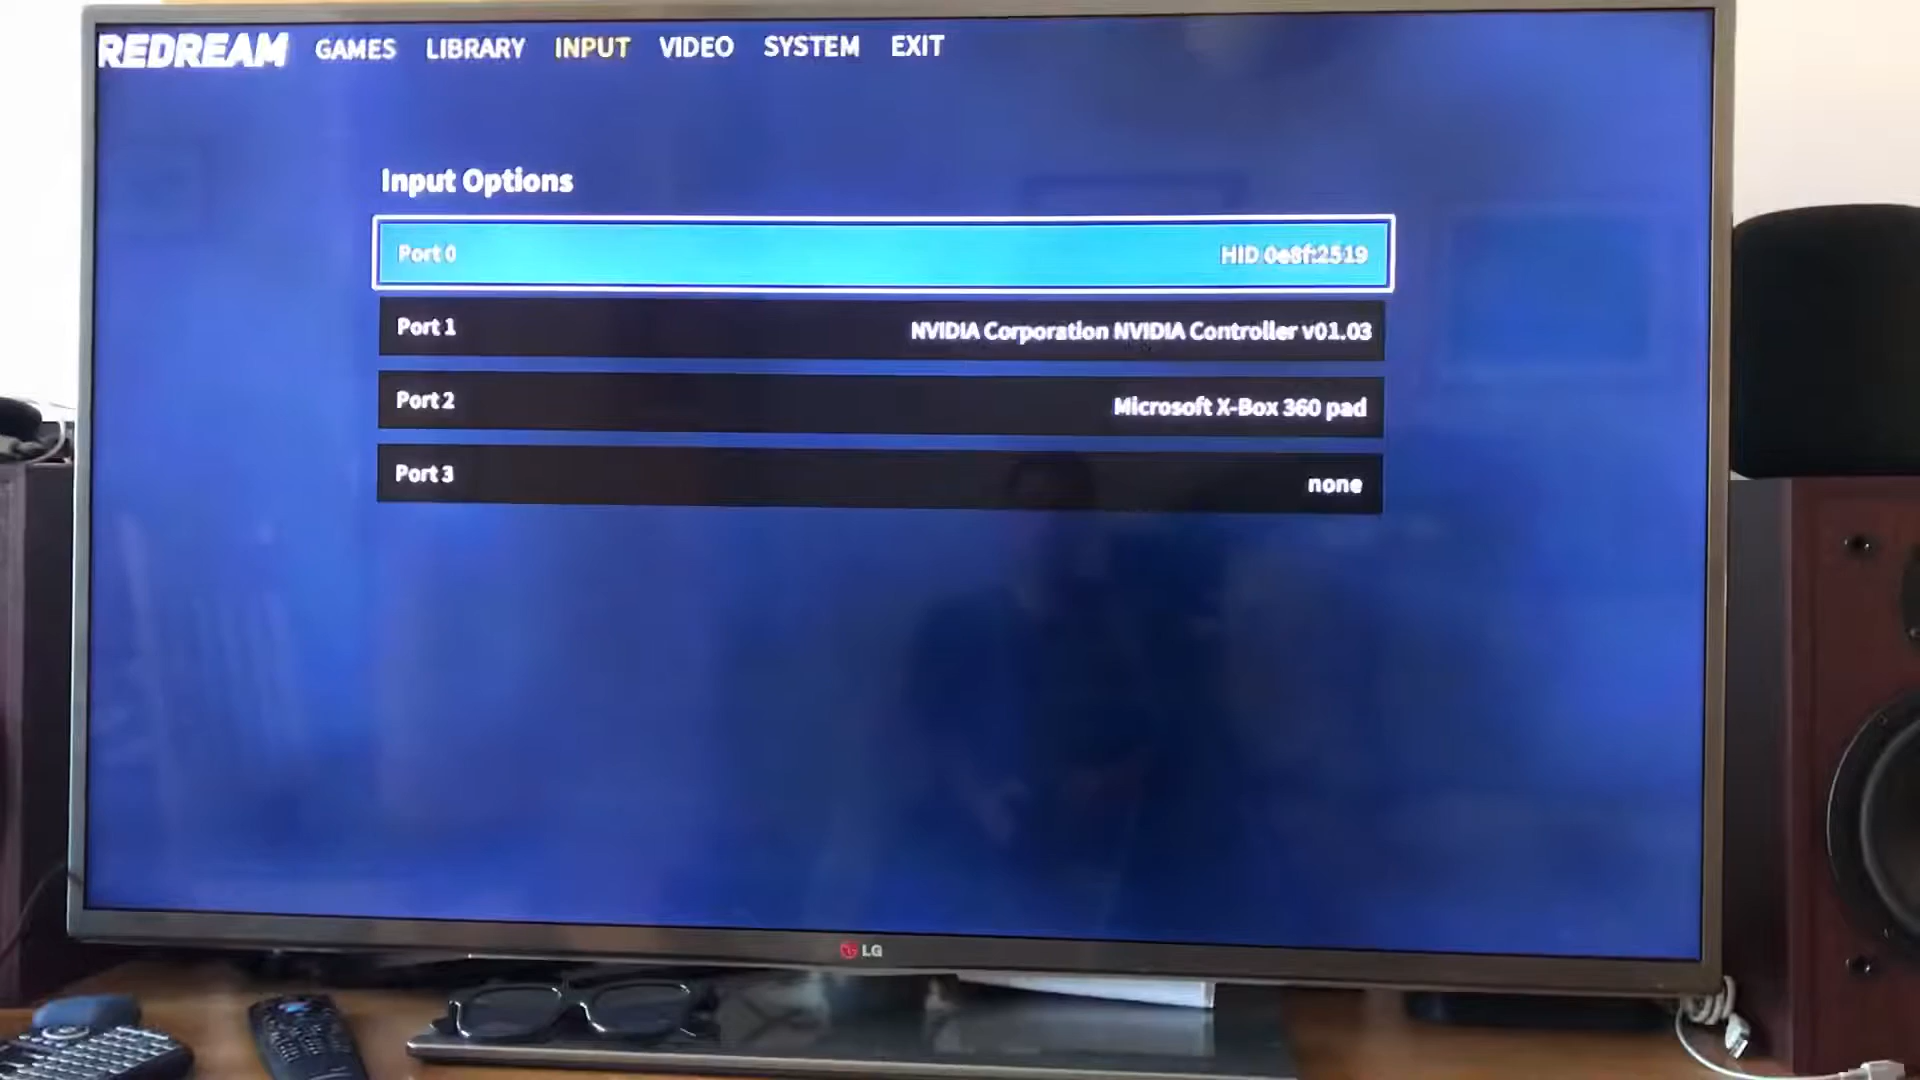 REDREAM GAMES LIBRARY INPUT VIDEO SYSTEM EXIT
Input Options
Port 0 HID 0e8f:2519
Port 1 NVIDIA Corporation NVIDIA Controller v01.03
Port 2 Microsoft X-Box 360 pad
Port 3 none
LG